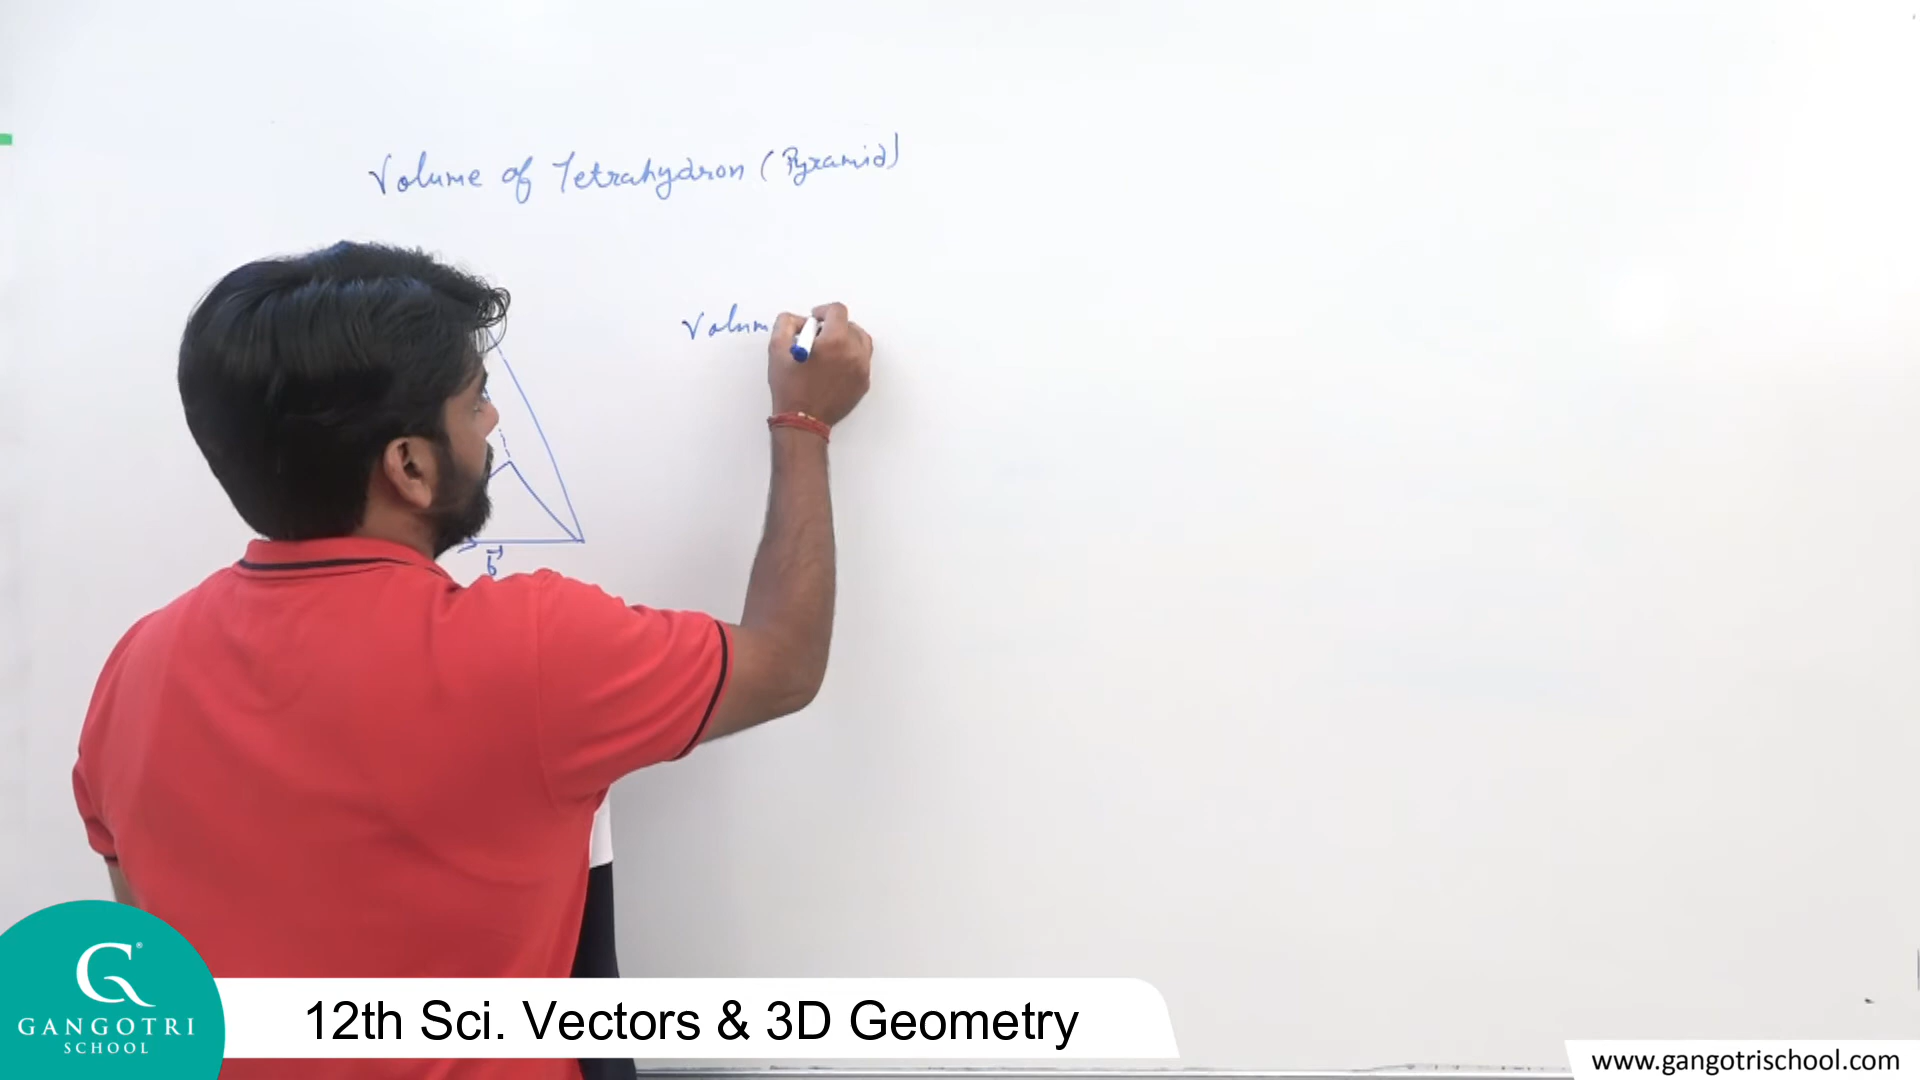 Volume of Tetrahydron (Pyramid)
Volum
b
12th Sci. Vectors & 3D Geometry
G®
GANGOTRI
SCHOOL
www.gangotrischool.com